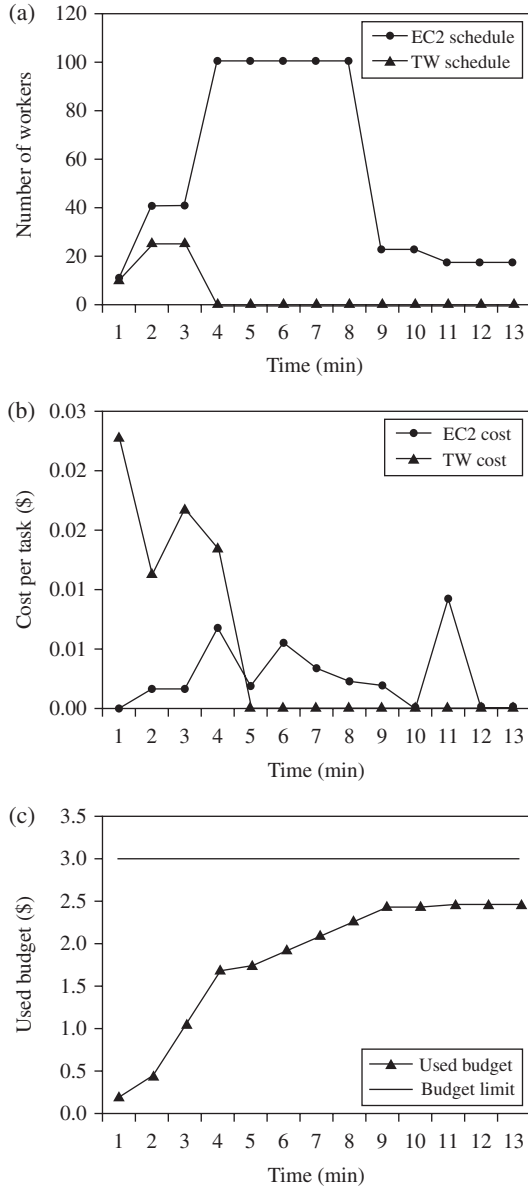 (a)
120
100
80
60
40
20
0
Number of workers
EC2 schedule
TW schedule
1 2 3 4 5 6 7 8 9 10 11 12 13
Time (min)
(b)
0.03
0.02
0.02
0.01
0.01
0.00
Cost per task ($)
EC2 cost
TW cost
1 2 3 4 5 6 7 8 9 10 11 12 13
Time (min)
(c)
3.5
3.0
2.5
2.0
1.5
1.0
0.5
0.0
Used budget ($)
Used budget
Budget limit
1 2 3 4 5 6 7 8 9 10 11 12 13
Time (min)